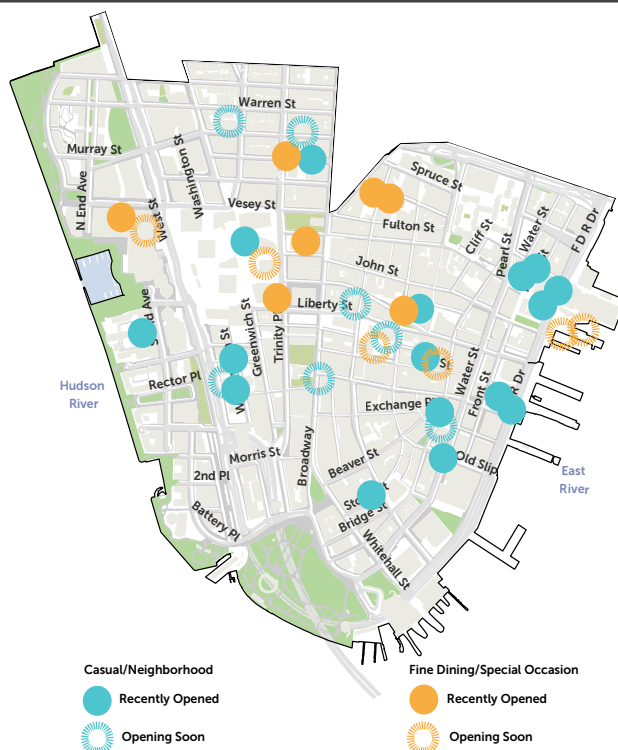 Warren St
Murray St
Washington St
N End Ave
Spruce St
Vesey St
West St
Fulton St
Cliff St
Pearl St
Water St
F D R Dr
John St
Liberty St
Greenwich St
Trinity P
Ave
St
Rector Pl
Hudson
River
Water St
Front St
Exchange P
Broadway
Morris St
Beaver St
Old Slip
2nd Pl
East
River
Battery Pl
Bridge St
Whitehall St
Casual/Neighborhood
Recently Opened
Opening Soon
Fine Dining/Special Occasion
Recently Opened
Opening Soon